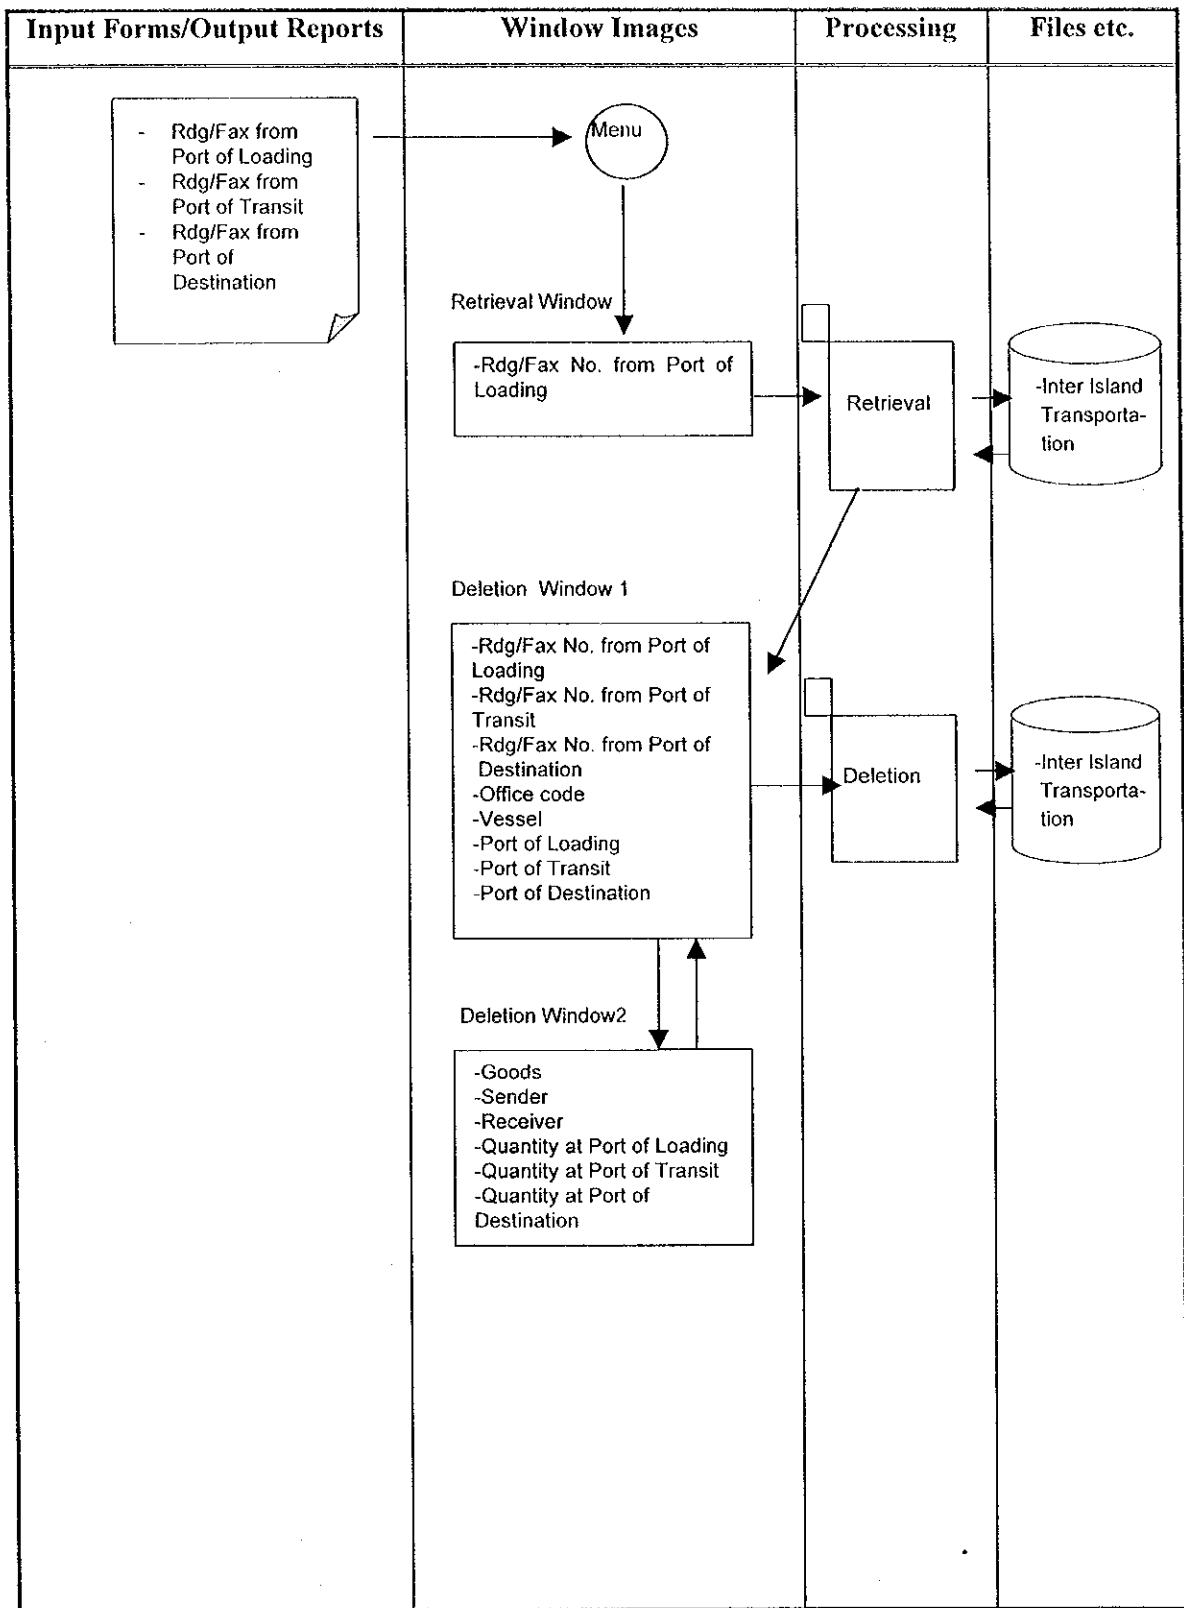 Input Forms/Output Reports
Window Images
Processing
Files etc.
- Rdg/Fax from
Port of Loading
- Rdg/Fax from
Port of Transit
- Rdg/Fax from
Port of
Destination
Menu
Retrieval Window
-Rdg/Fax No. from Port of
Loading
Retrieval
-Inter Island
Transporta-
tion
Deletion Window 1
-Rdg/Fax No. from Port of
Loading
-Rdg/Fax No. from Port of
Transit
-Rdg/Fax No. from Port of
Destination
-Office code
-Vessel
-Port of Loading
-Port of Transit
-Port of Destination
Deletion
-Inter Island
Transporta-
tion
Deletion Window2
-Goods
-Sender
-Receiver
-Quantity at Port of Loading
-Quantity at Port of Transit
-Quantity at Port of
Destination